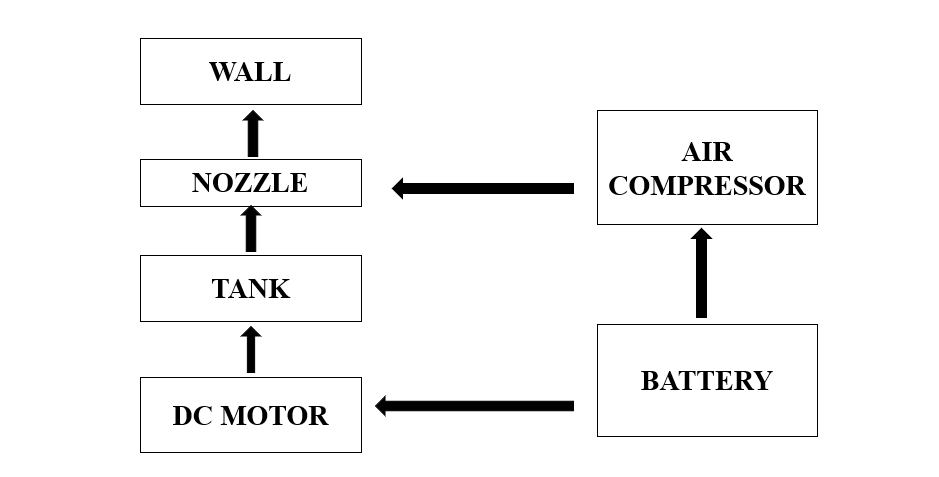 WALL
NOZZLE
TANK
DC MOTOR
AIR
COMPRESSOR
BATTERY